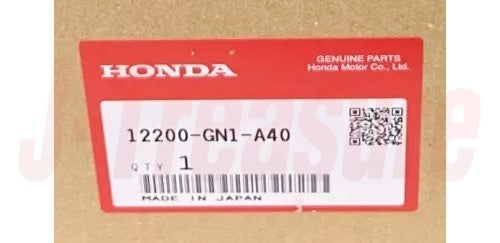 GENUINE PARTS
HONDA Honda Motor Co., Ltd.
12200-GN1-A40
QTY 1
MADE IN JAPAN